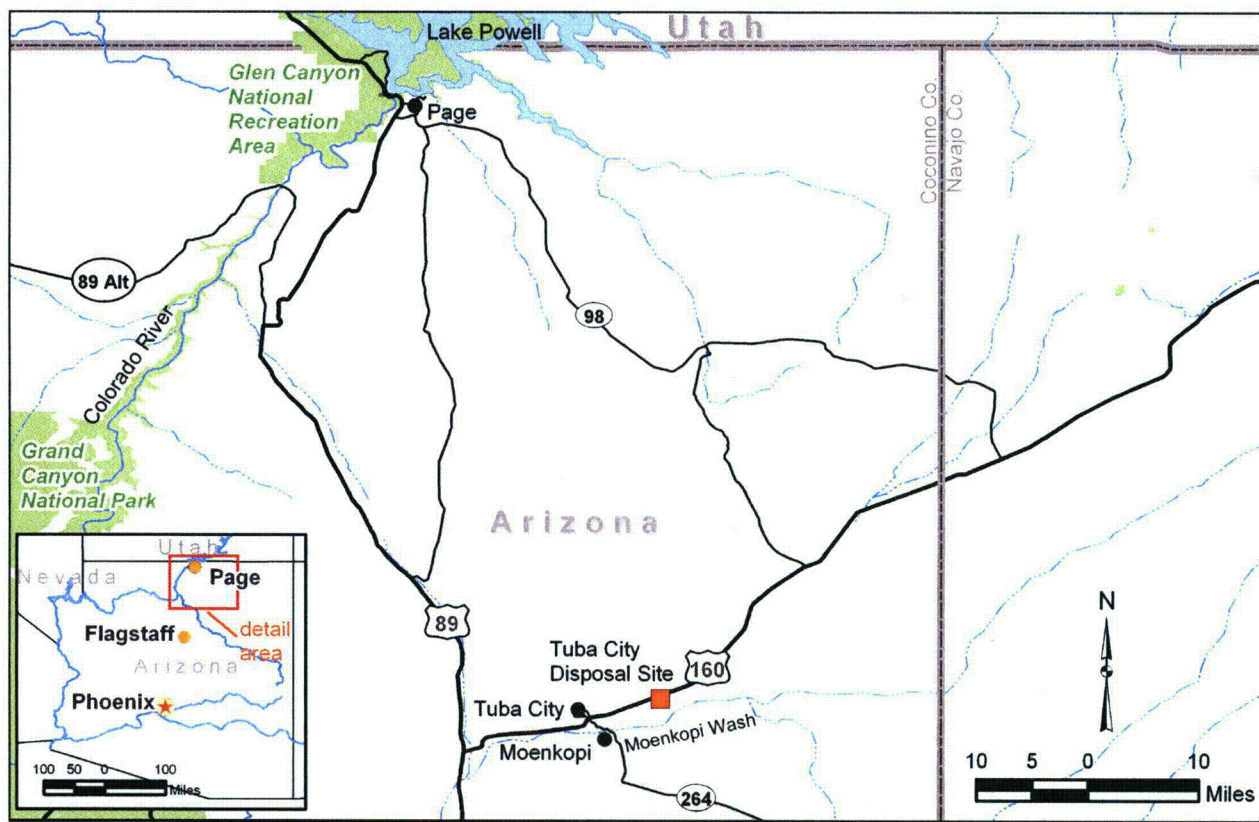 Utah
Lake Powell
Glen Canyon
National
Recreation
Area
Page
Coconino Co.
Navajo Co
89 Alt
98
Colorado River
Grand
Canyon
National Park
Arizona
89
Tuba City
Disposal Site
160
Tuba City
Moenkopi
Moenkopi Wash
264
N
10 5 0 10
Miles
Utah
Nevada
Page
Flagstaff
detail
area
Arizona
Phoenix
100 50 0 100
Miles